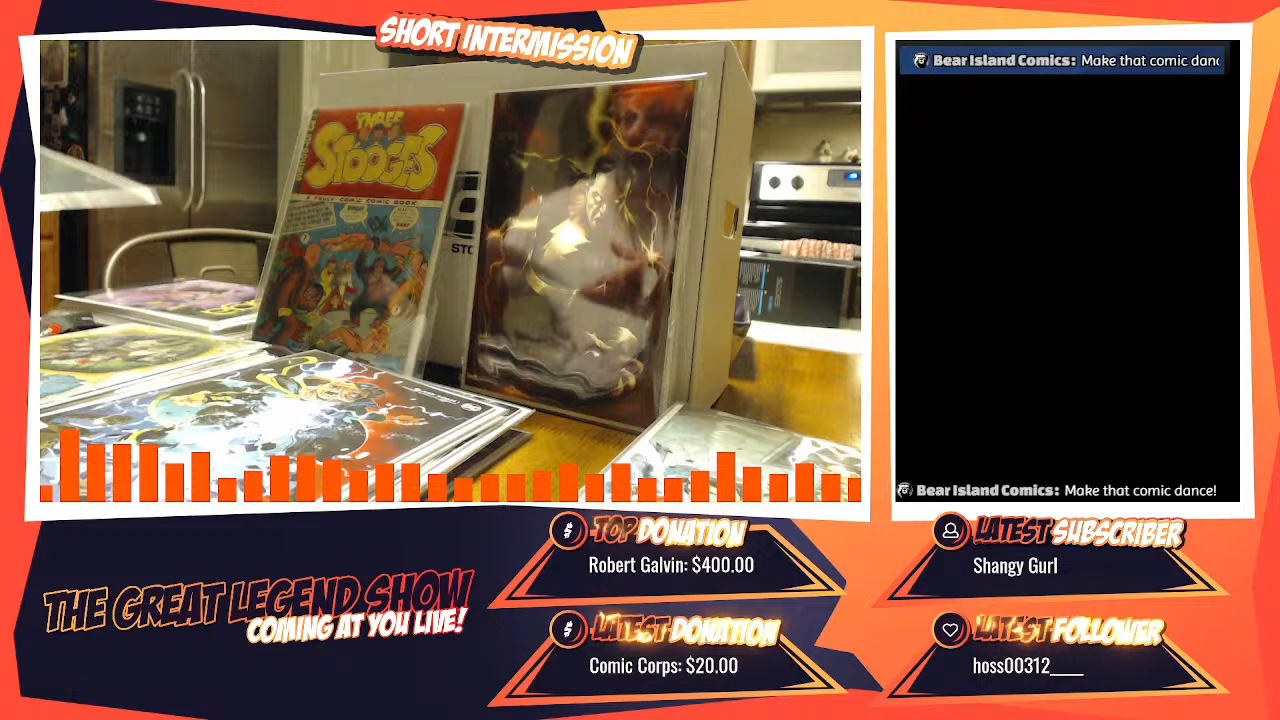 SHORT INTERMISSION
THREE
STOOGES
A TRULY COMIC COMIC BOOK
STO
Bear Island Comics: Make that comic danc
Bear Island Comics: Make that comic dance!
THE GREAT LEGEND SHOW
COMING AT YOU LIVE!
TOP DONATION
Robert Galvin: $400.00
LATEST DONATION
Comic Corps: $20.00
LATEST SUBSCRIBER
Shangy Gurl
LATEST FOLLOWER
hoss00312____